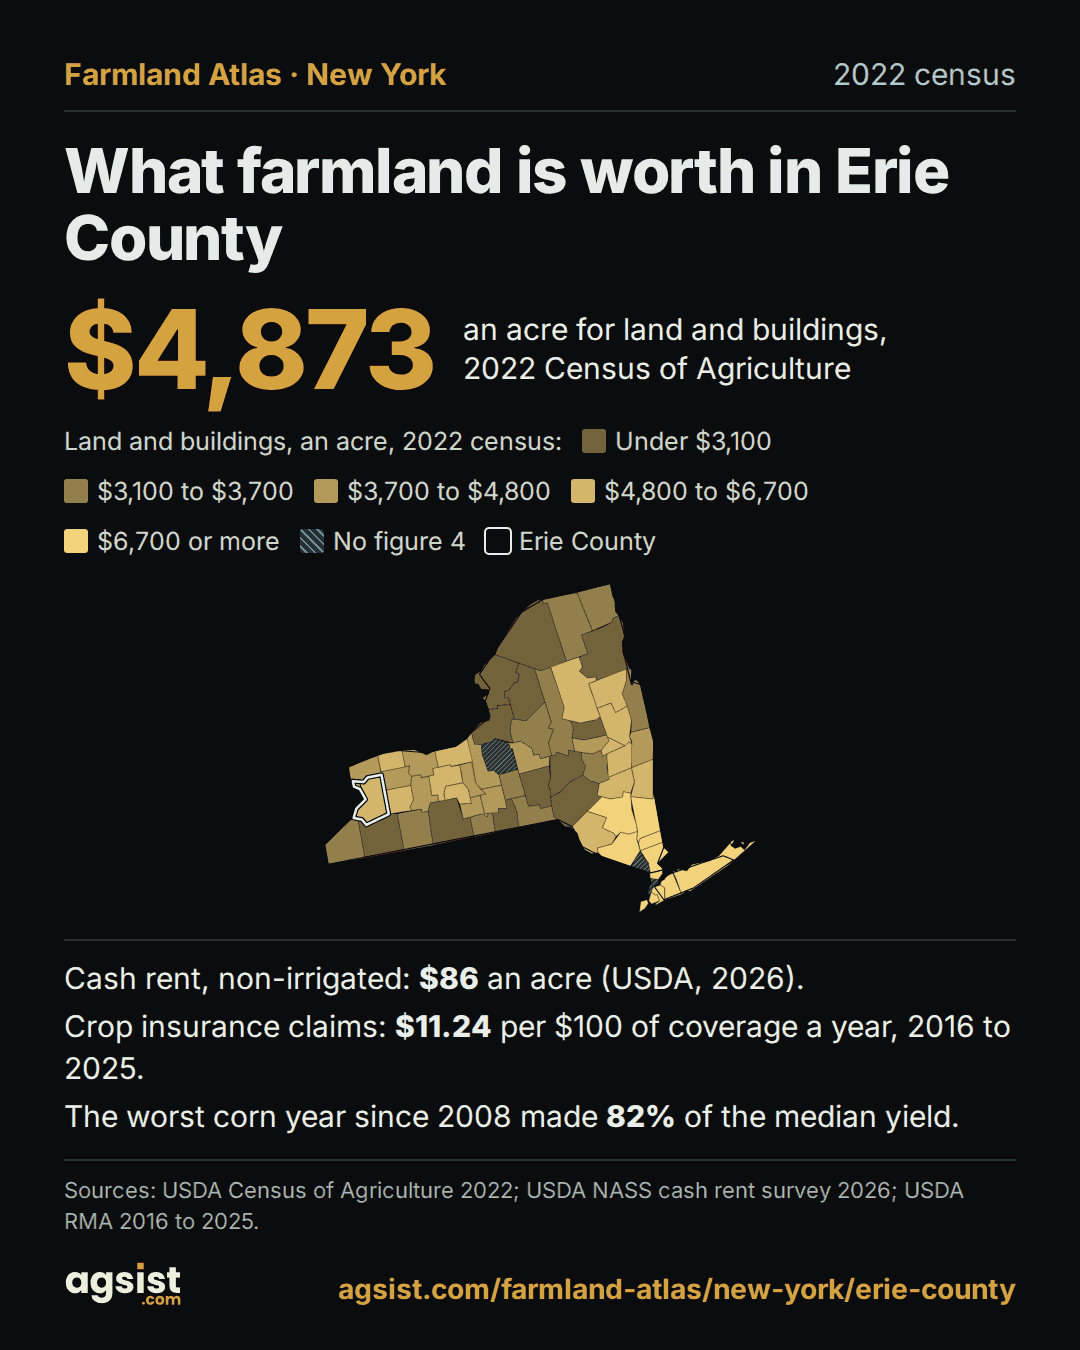 Farmland Atlas · New York
2022 census
What farmland is worth in Erie
County
$4,873
an acre for land and buildings,
2022 Census of Agriculture
Land and buildings, an acre, 2022 census: Under $3,100
$3,100 to $3,700 $3,700 to $4,800 $4,800 to $6,700
$6,700 or more No figure 4 Erie County
Cash rent, non-irrigated: $86 an acre (USDA, 2026).
Crop insurance claims: $11.24 per $100 of coverage a year, 2016 to
2025.
The worst corn year since 2008 made 82% of the median yield.
Sources: USDA Census of Agriculture 2022; USDA NASS cash rent survey 2026; USDA
RMA 2016 to 2025.
agsist
.com
agsist.com/farmland-atlas/new-york/erie-county